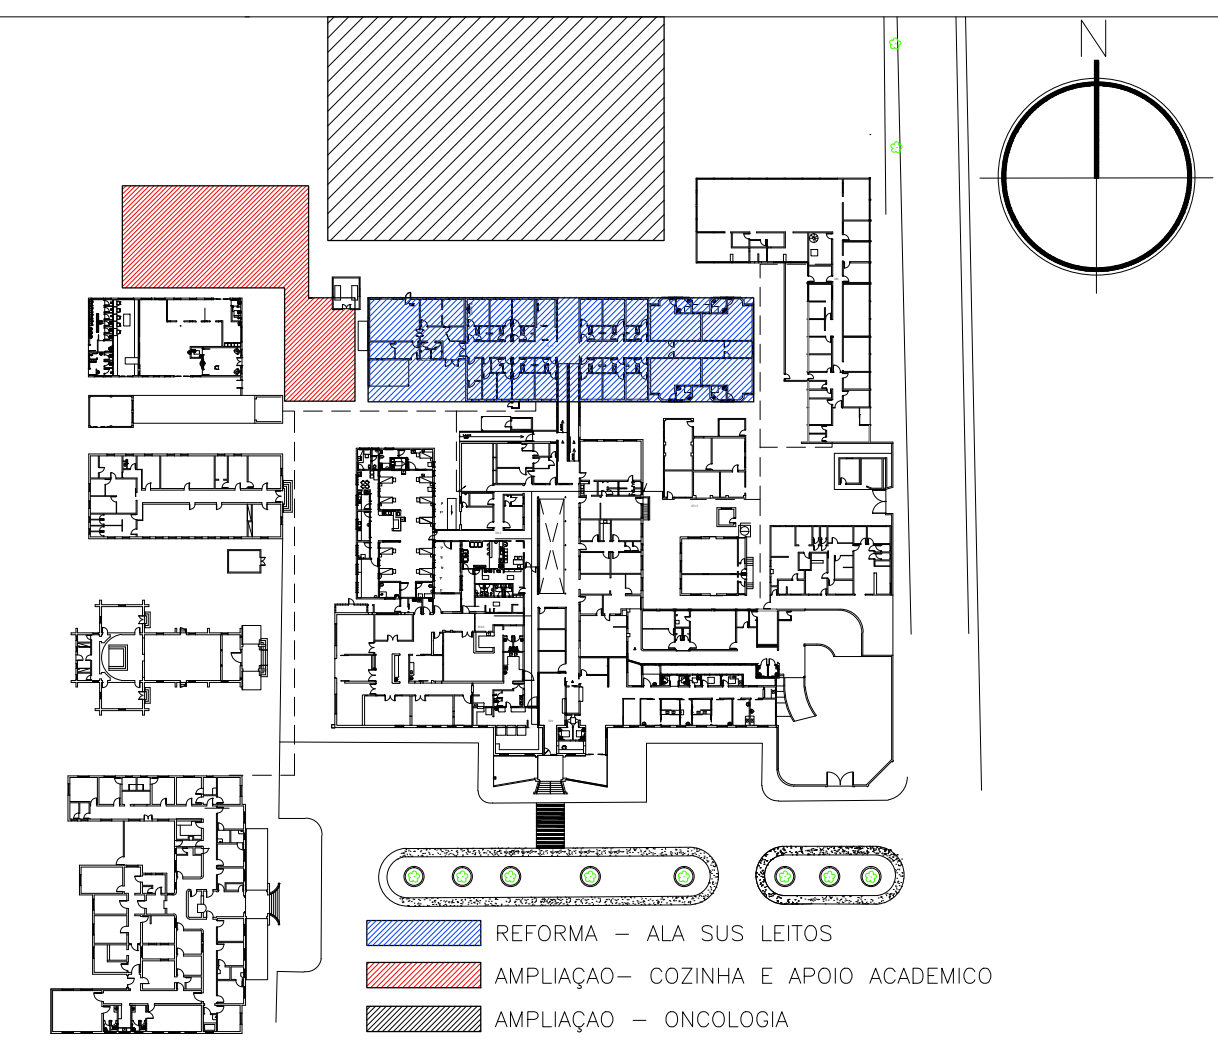 N
REFORMA - ALA SUS LEITOS
AMPLIAÇAO- COZINHA E APOIO ACADEMICO
AMPLIAÇAO - ONCOLOGIA